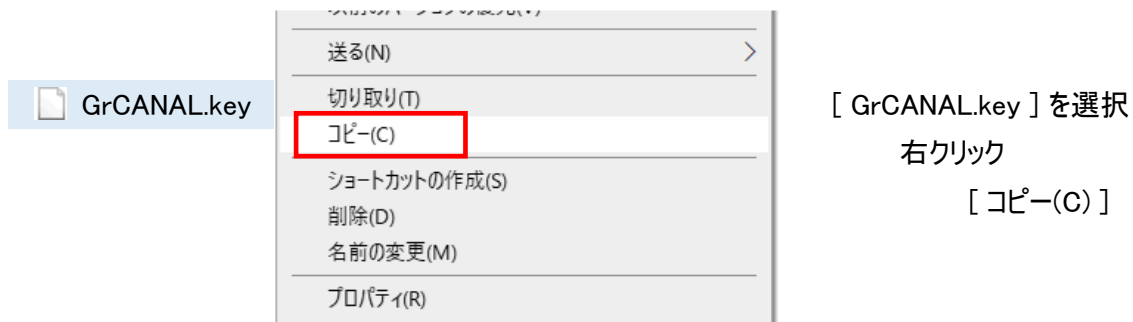 送る(N)
GrCANAL.key
切り取り(T)
コピー(C)
ショートカットの作成(S)
削除(D)
名前の変更(M)
プロパティ(R)
[ GrCANAL.key ] を選択
右クリック
[ コピー(C) ]